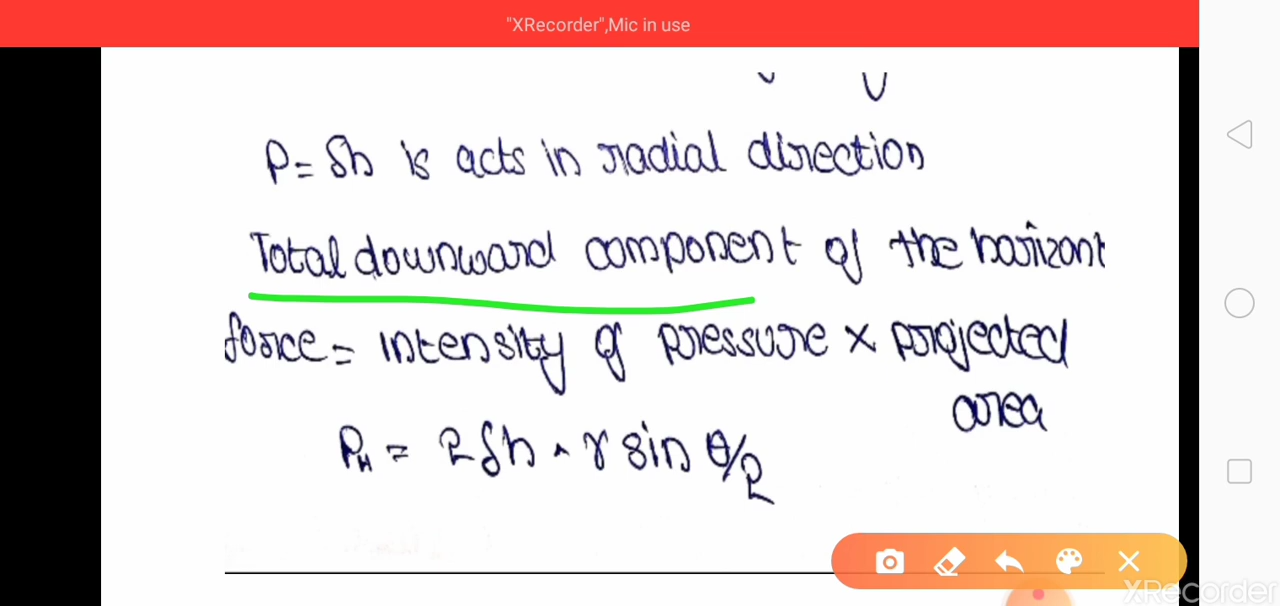 "XRecorder",Mic in use
P = δh is acts in radial direction
Total downward component of the horizont
force = intensity of pressure × projected
area
P_H = 2δh · r sin θ/2
XRecorder